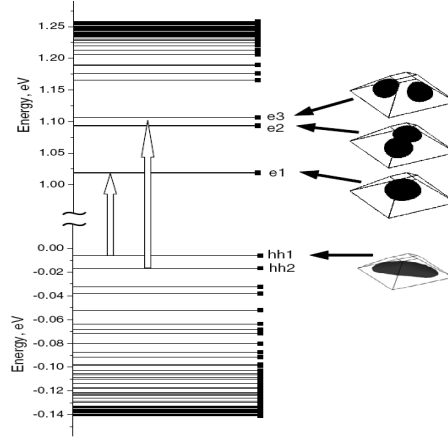 Energy, eV
1.25
1.20
1.15
1.10
1.05
1.00
e3
e2
e1
Energy, eV
0.00
-0.02
-0.04
-0.06
-0.08
-0.10
-0.12
-0.14
hh1
hh2